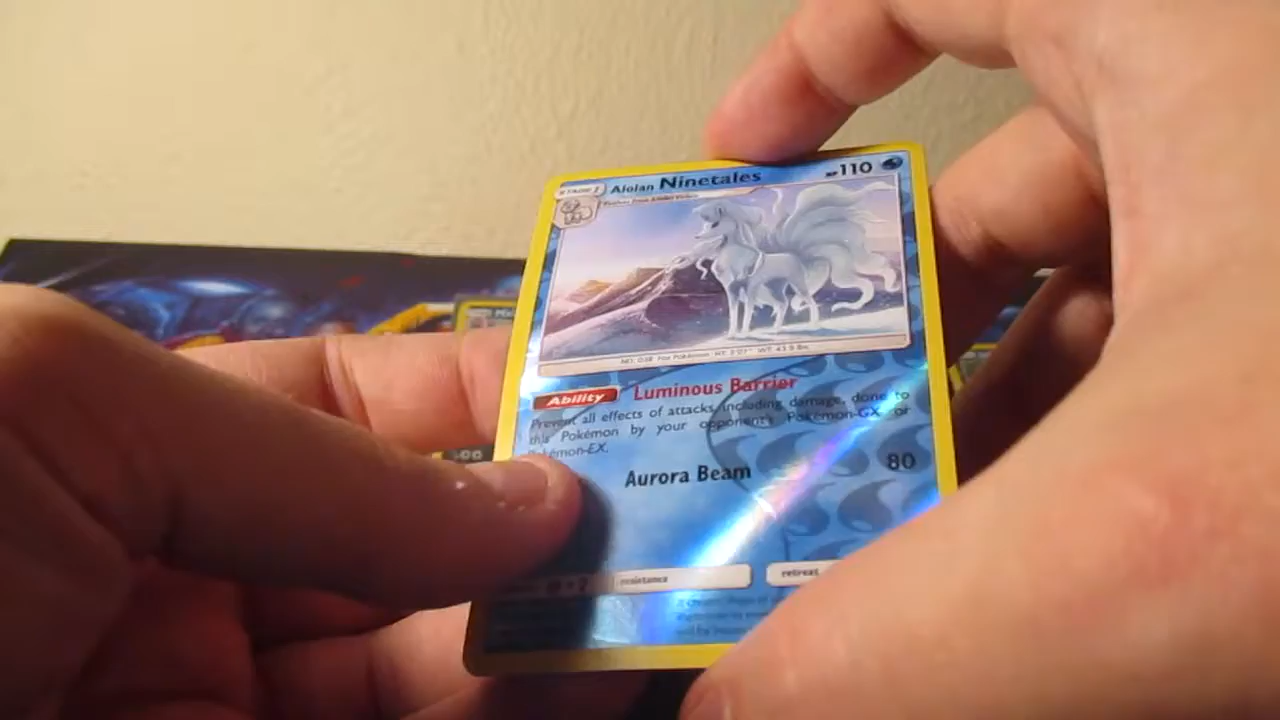 STAGE 1 Alolan Ninetales HP110
Evolves from Alolan Vulpix
NO. 038 Fox Pokémon HT: 3'07" WT: 43.9 lbs.
Ability Luminous Barrier
Prevent all effects of attacks, including damage, done to
this Pokémon by your opponent's Pokémon-GX or
Pokémon-EX.
Aurora Beam 80
resistance retreat